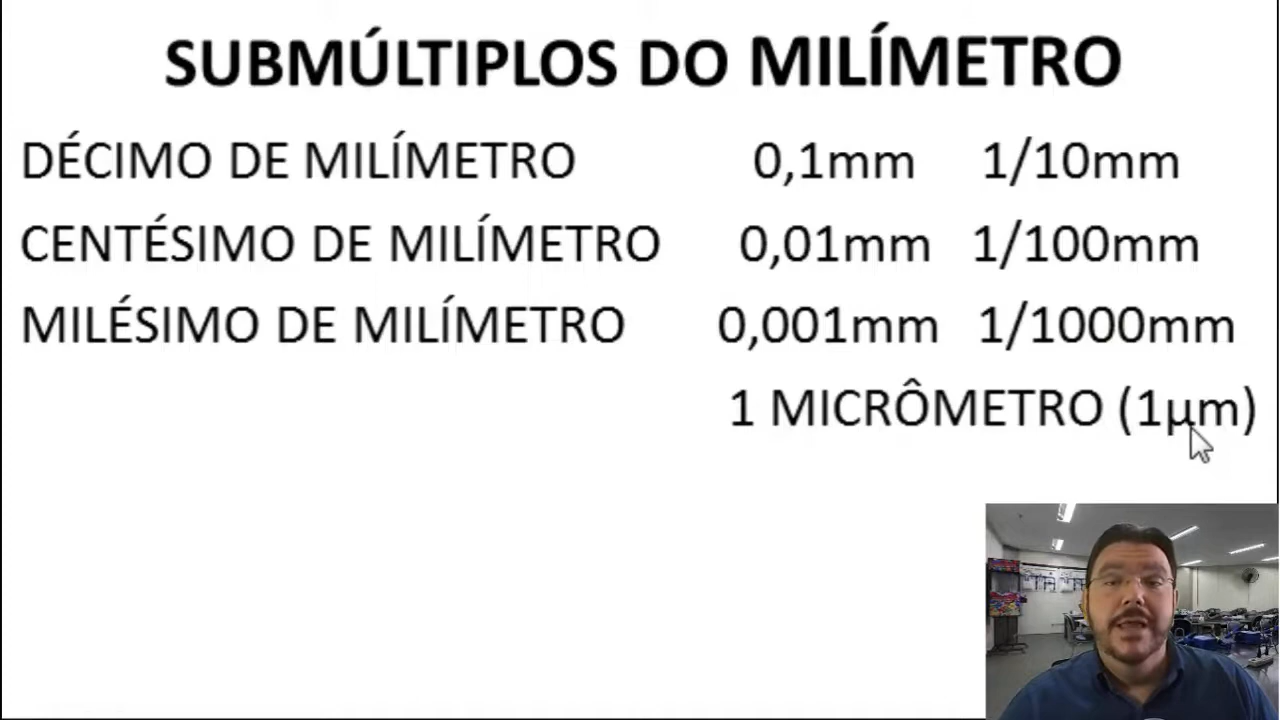 SUBMÚLTIPLOS DO MILÍMETRO
DÉCIMO DE MILÍMETRO 0,1mm 1/10mm
CENTÉSIMO DE MILÍMETRO 0,01mm 1/100mm
MILÉSIMO DE MILÍMETRO 0,001mm 1/1000mm
1 MICRÔMETRO (1µm)